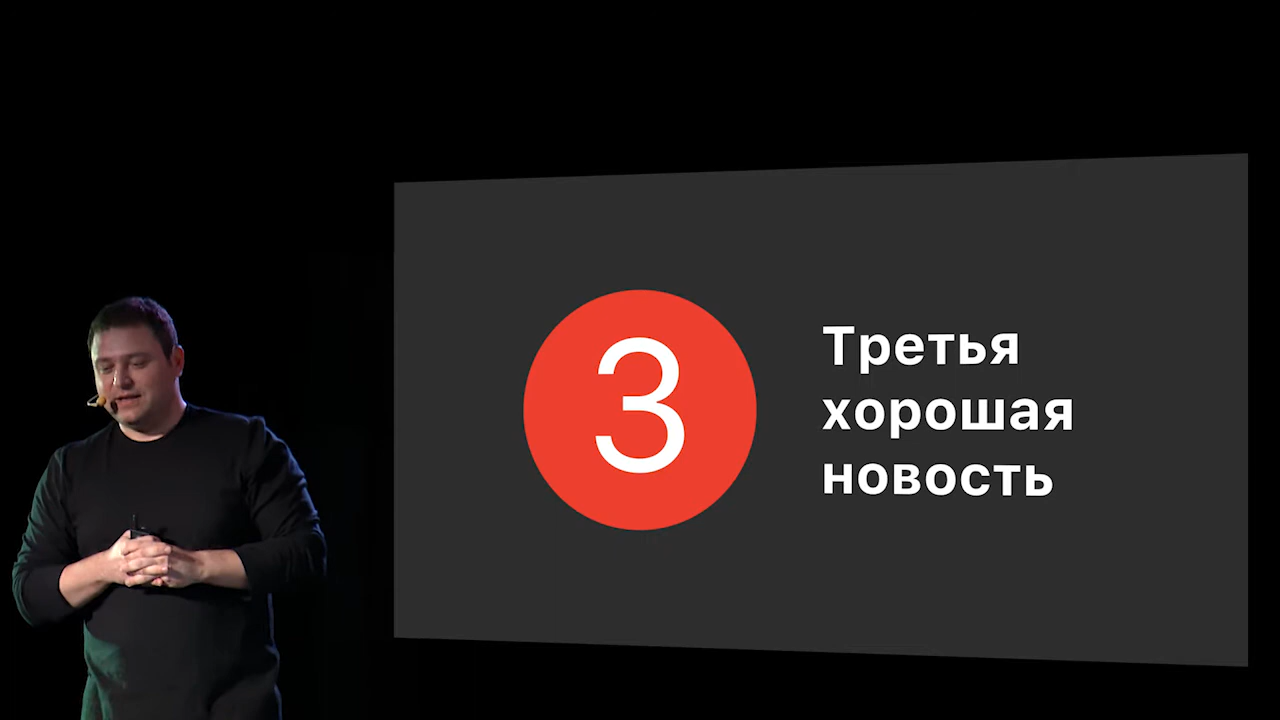 3
Третья
хорошая
новость